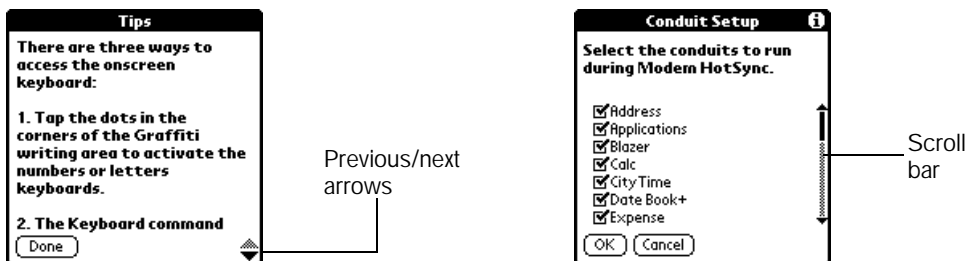 Tips
There are three ways to
access the onscreen
keyboard:
1. Tap the dots in the
corners of the Graffiti
writing area to activate the
numbers or letters
keyboards.
2. The Keyboard command
Done
Previous/next
arrows
Conduit Setup
i
Select the conduits to run
during Modem HotSync.
Address
Applications
Blazer
Calc
CityTime
Date Book+
Expense
OK Cancel
Scroll
bar